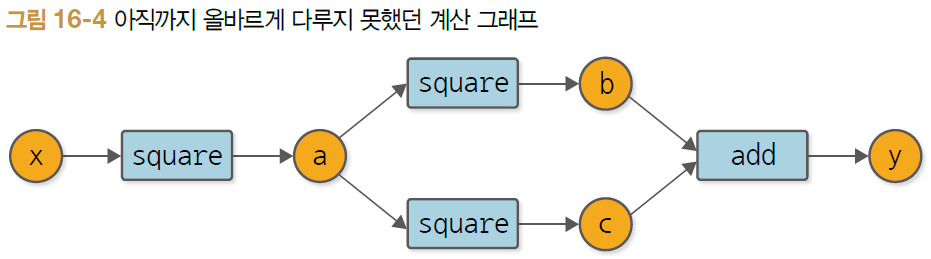 그림 16-4 아직까지 올바르게 다루지 못했던 계산 그래프
square
b
x
square
a
add
y
square
c